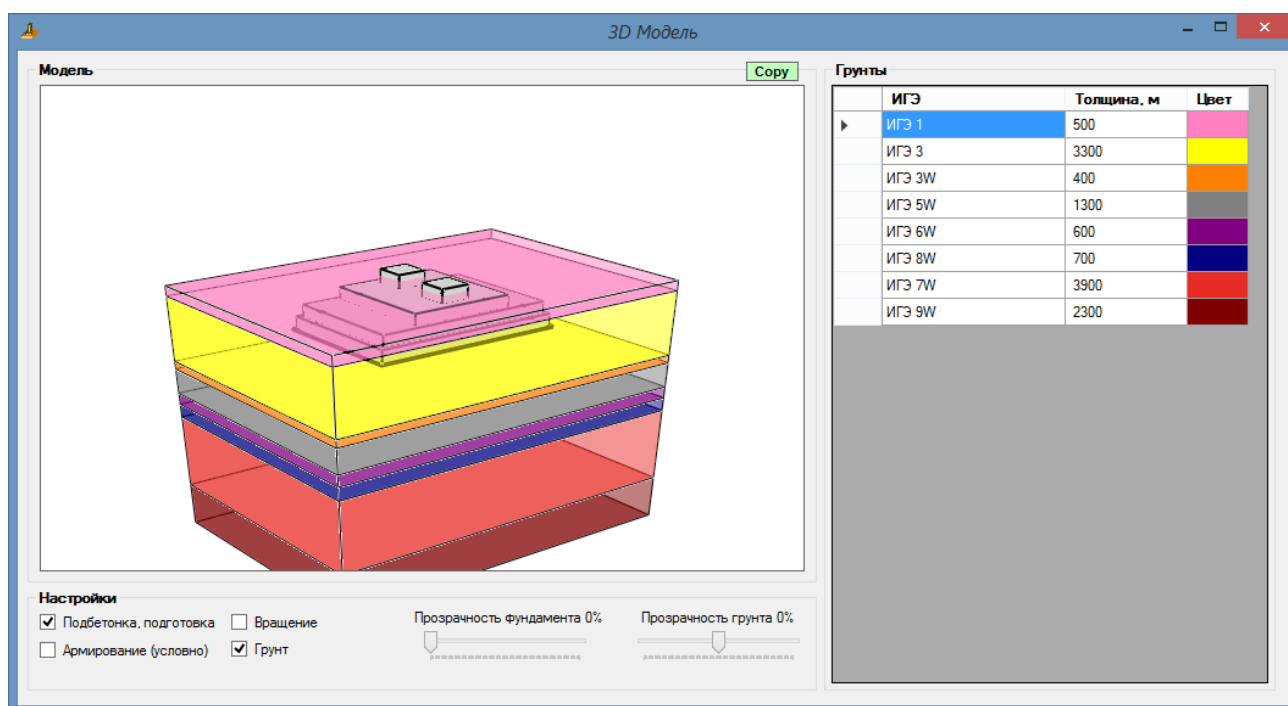 3D Модель
Модель
Copy
Грунты
ИГЭ Толщина, м Цвет
ИГЭ 1 500
ИГЭ 3 3300
ИГЭ 3W 400
ИГЭ 5W 1300
ИГЭ 6W 600
ИГЭ 8W 700
ИГЭ 7W 3900
ИГЭ 9W 2300
Настройки
Подбетонка, подготовка Вращение
Армирование (условно) Грунт
Прозрачность фундамента 0% Прозрачность грунта 0%